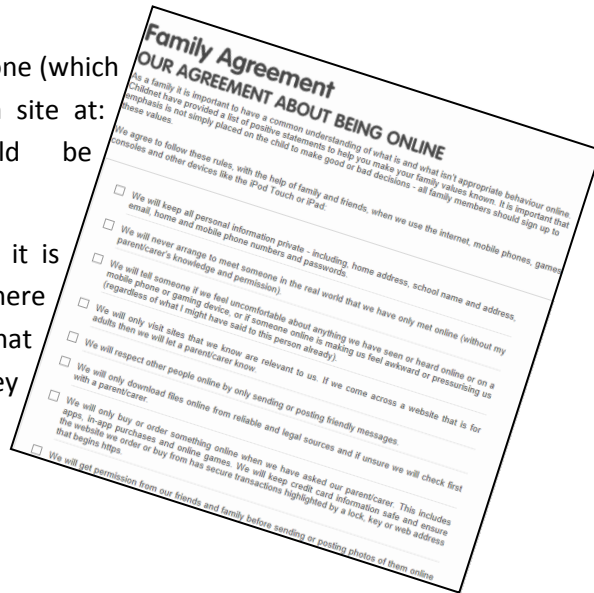 one (which
site at:
be
it is
Family Agreement
OUR AGREEMENT ABOUT BEING ONLINE
As a family it is important to have a common understanding of what is and what isn't appropriate behaviour online.
Childnet have provided a list of positive statements to help you make your family values known. It is important that
emphasis is not simply placed on the child to make good or bad decisions - all family members should sign up to
these values.
We agree to follow these rules, with the help of family and friends, when we use the internet, mobile phones, games
consoles and other devices like the iPod Touch or iPad:
We will keep all personal information private - including, home address, school name and address,
email, home and mobile phone numbers and passwords.
We will never arrange to meet someone in the real world that we have only met online (without my
parent/carer's knowledge and permission).
We will tell someone if we feel uncomfortable about anything we have seen or heard online or on a
mobile phone or gaming device, or if someone online is making us feel awkward or pressurising us
(regardless of what I might have said to this person already).
We will only visit sites that we know are relevant to us. If we come across a website that is for
adults then we will let a parent/carer know.
We will respect other people online by only sending or posting friendly messages.
We will only download files online from reliable and legal sources and if unsure we will check first
with a parent/carer.
We will only buy or order something online when we have asked our parent/carer. This includes
apps, in-app purchases and online games. We will keep credit card information safe and ensure
the website we order or buy from has secure transactions highlighted by a lock, key or web address
that begins https.
We will get permission from our friends and family before sending or posting photos of them online